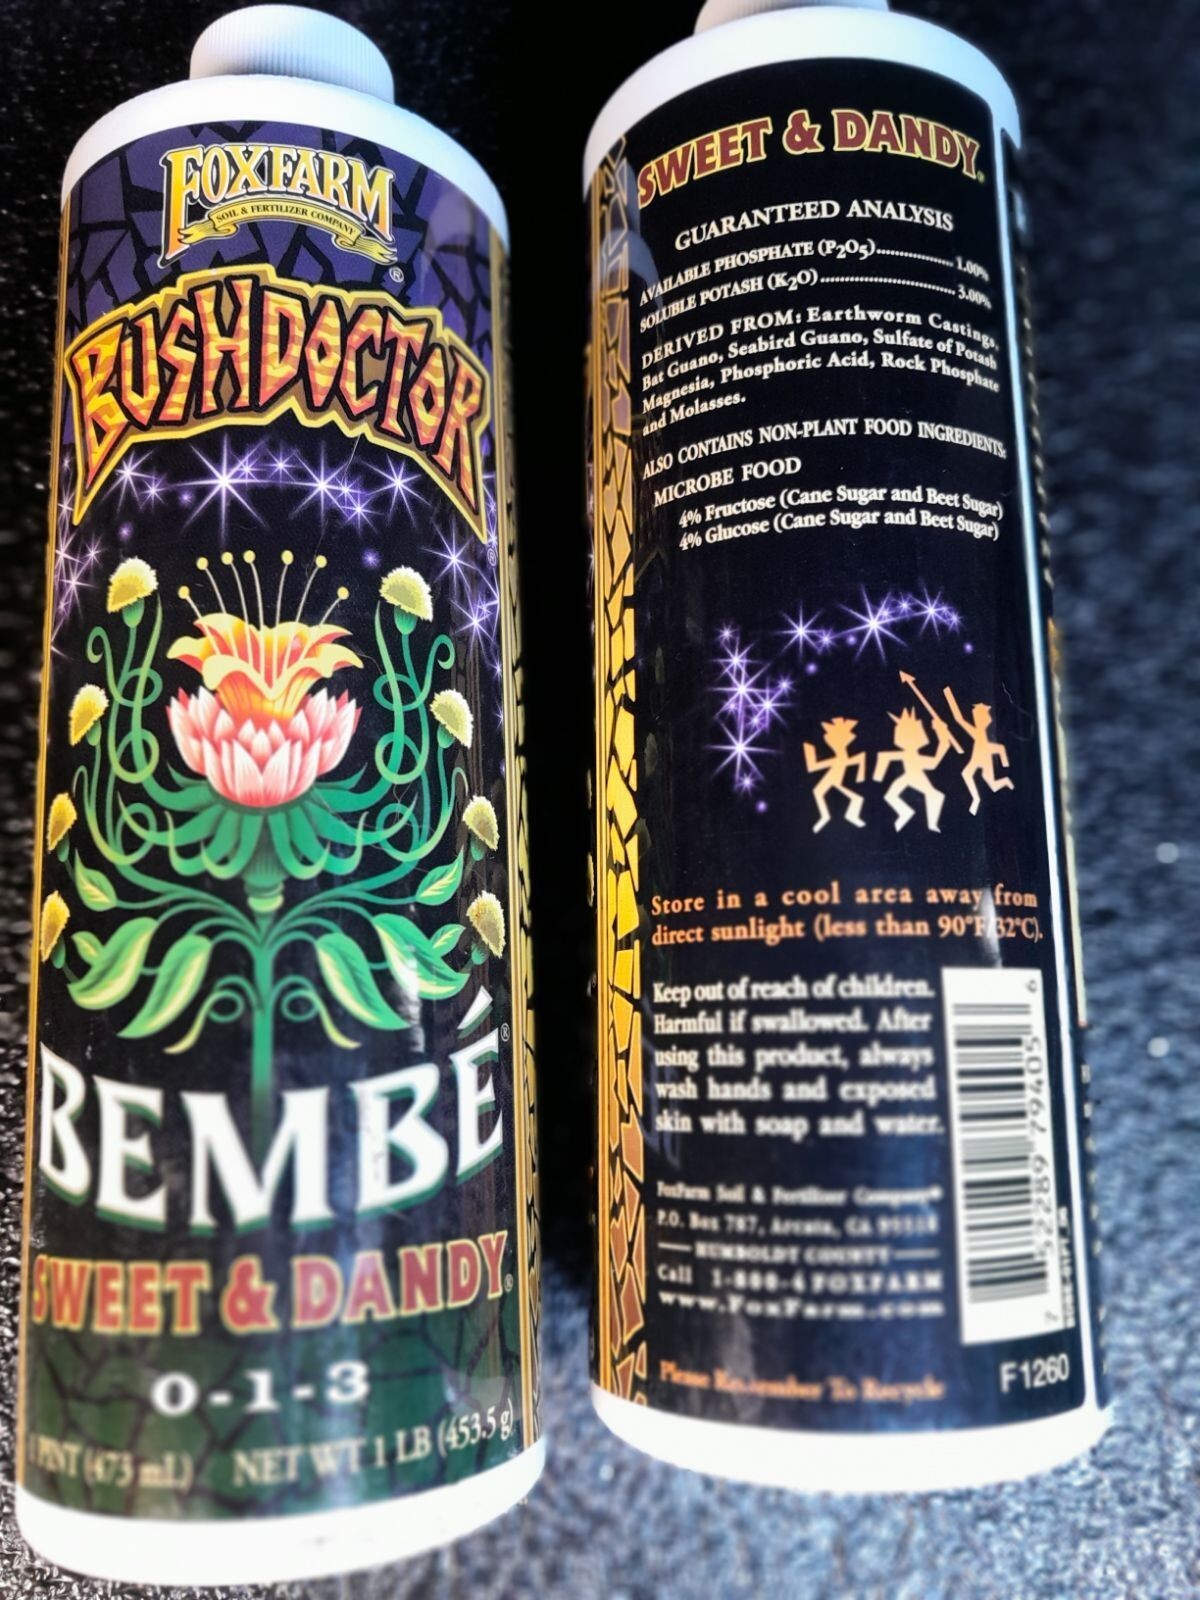 FOXFARM
SOIL & FERTILIZER COMPANY
®
BUSHDOCTOR
®
BEMBÉ®
SWEET & DANDY®
0-1-3
1 PINT (473 mL) NET WT 1 LB (453.5 g)
SWEET & DANDY®
GUARANTEED ANALYSIS
AVAILABLE PHOSPHATE (P2O5)................. 1.00%
SOLUBLE POTASH (K2O) ............................ 3.00%
DERIVED FROM: Earthworm Castings,
Bat Guano, Seabird Guano, Sulfate of Potash
Magnesia, Phosphoric Acid, Rock Phosphate
and Molasses.
ALSO CONTAINS NON-PLANT FOOD INGREDIENTS:
MICROBE FOOD
4% Fructose (Cane Sugar and Beet Sugar)
4% Glucose (Cane Sugar and Beet Sugar)
Store in a cool area away from
direct sunlight (less than 90°F/32°C).
Keep out of reach of children.
Harmful if swallowed. After
using this product, always
wash hands and exposed
skin with soap and water.
FoxFarm Soil & Fertilizer Company®
P.O. Box 787, Arcata, CA 95518
HUMBOLDT COUNTY
Call 1-800-4FOXFARM
www.FoxFarm.com
Please Remember To Recycle
7 52289 79405 6
F1260